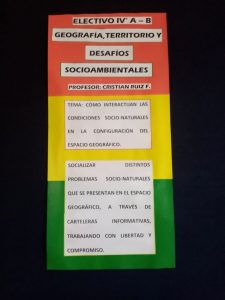 ELECTIVO IVº A – B
GEOGRAFÍA, TERRITORIO Y
DESAFÍOS
SOCIOAMBIENTALES
PROFESOR: CRISTIAN RUIZ F.
TEMA: CÓMO INTERACTUAN LAS
CONDICIONES SOCIO-NATURALES
EN LA CONFIGURACIÓN DEL
ESPACIO GEOGRÁFICO.
SOCIALIZAR DISTINTOS
PROBLEMAS SOCIO-NATURALES
QUE SE PRESENTAN EN EL ESPACIO
GEOGRÁFICO, A TRAVÉS DE
CARTELERAS INFORMATIVAS,
TRABAJANDO CON LIBERTAD Y
COMPROMISO.